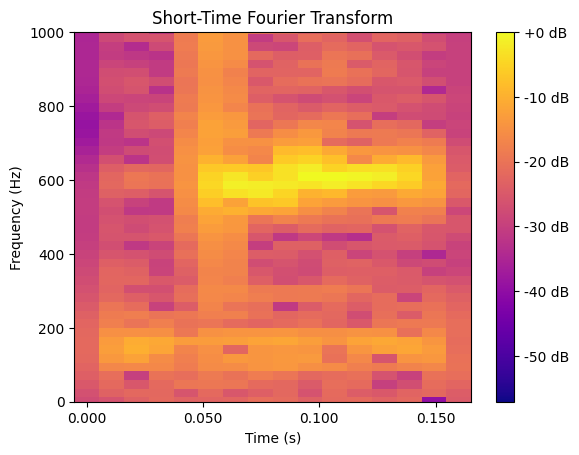 Short-Time Fourier Transform
1000
800
600
400
200
0
Frequency (Hz)
0.000
0.050
0.100
0.150
Time (s)
+0 dB
-10 dB
-20 dB
-30 dB
-40 dB
-50 dB